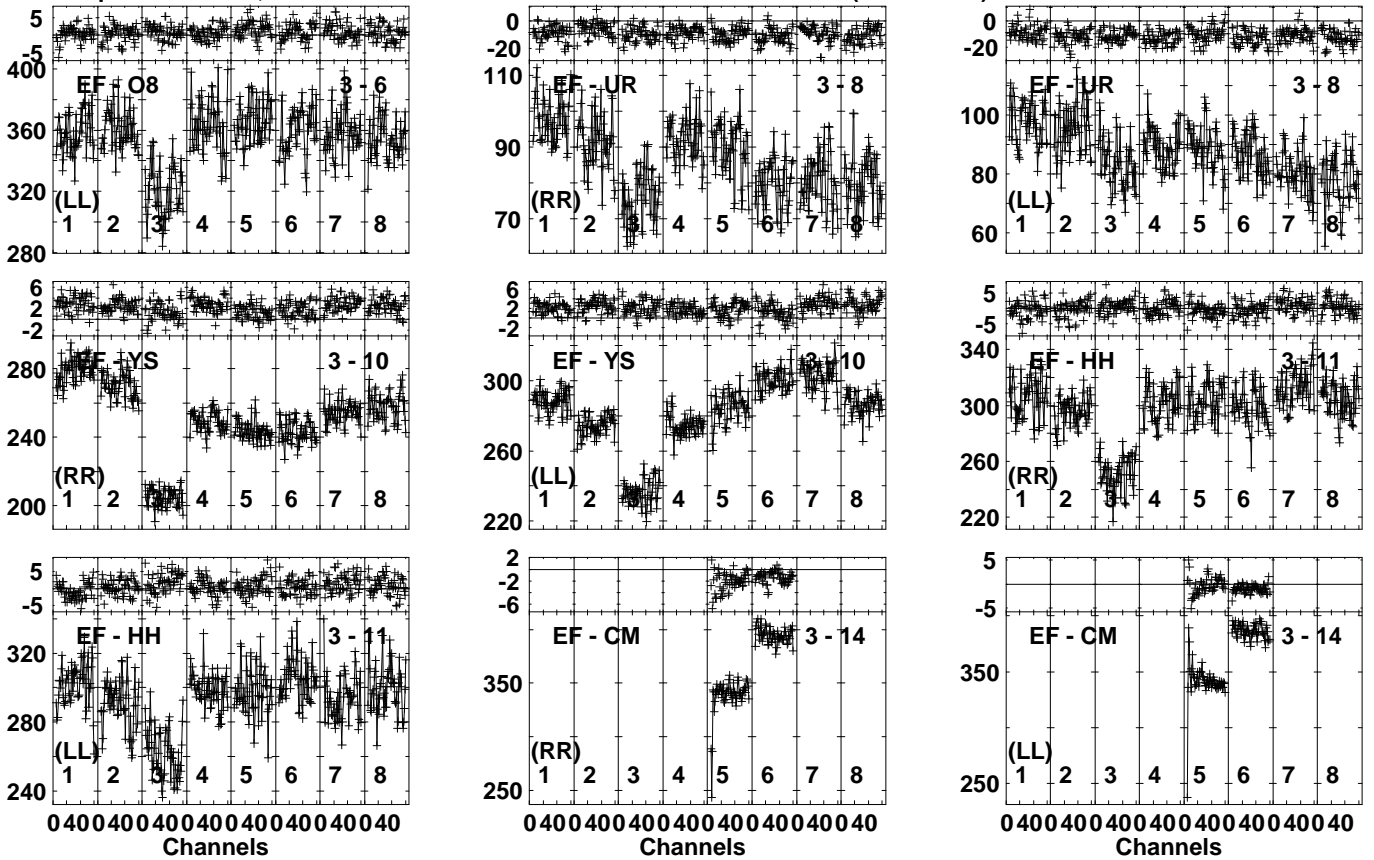 5
-5
400
360
320
280
EF - O8 3 - 6
(LL)
1 2 3 4 5 6 7 8
0
-20
110
90
70
EF - UR 3 - 8
(RR)
1 2 3 4 5 6 7 8
0
-20
100
80
60
EF - UR 3 - 8
(LL)
1 2 3 4 5 6 7 8
6
2
-2
280
240
200
EF - YS 3 - 10
(RR)
1 2 3 4 5 6 7 8
6
2
-2
300
260
220
EF - YS 3 - 10
(LL)
1 2 3 4 5 6 7 8
5
-5
340
300
260
220
EF - HH 3 - 11
(RR)
1 2 3 4 5 6 7 8
5
-5
320
280
240
EF - HH 3 - 11
(LL)
1 2 3 4 5 6 7 8
0 40 0 40 0 40 0 40 0 40 0 40 0 40 0 40
Channels
2
-2
-6
350
250
EF - CM 3 - 14
(RR)
1 2 3 4 5 6 7 8
0 40 0 40 0 40 0 40 0 40 0 40 0 40 0 40
Channels
5
-5
350
250
EF - CM 3 - 14
(LL)
1 2 3 4 5 6 7 8
0 40 0 40 0 40 0 40 0 40 0 40 0 40 0 40
Channels